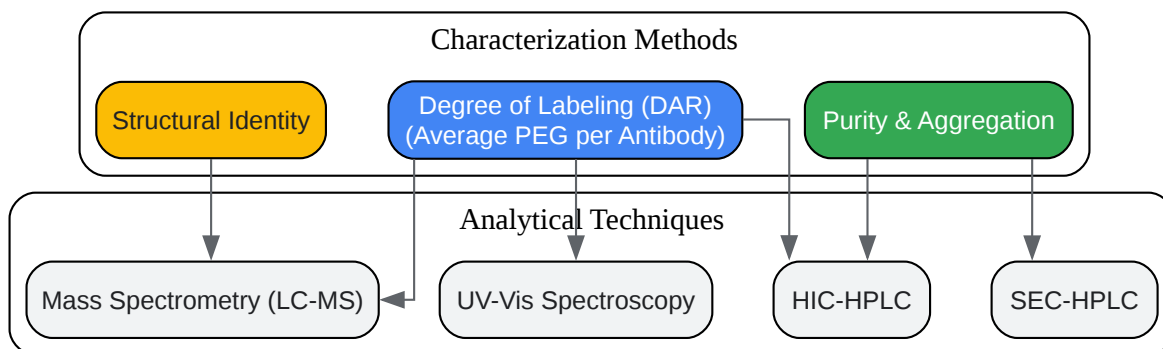 Characterization Methods
Structural Identity
Degree of Labeling (DAR)
(Average PEG per Antibody)
Purity & Aggregation
Analytical Techniques
Mass Spectrometry (LC-MS)
UV-Vis Spectroscopy
HIC-HPLC
SEC-HPLC